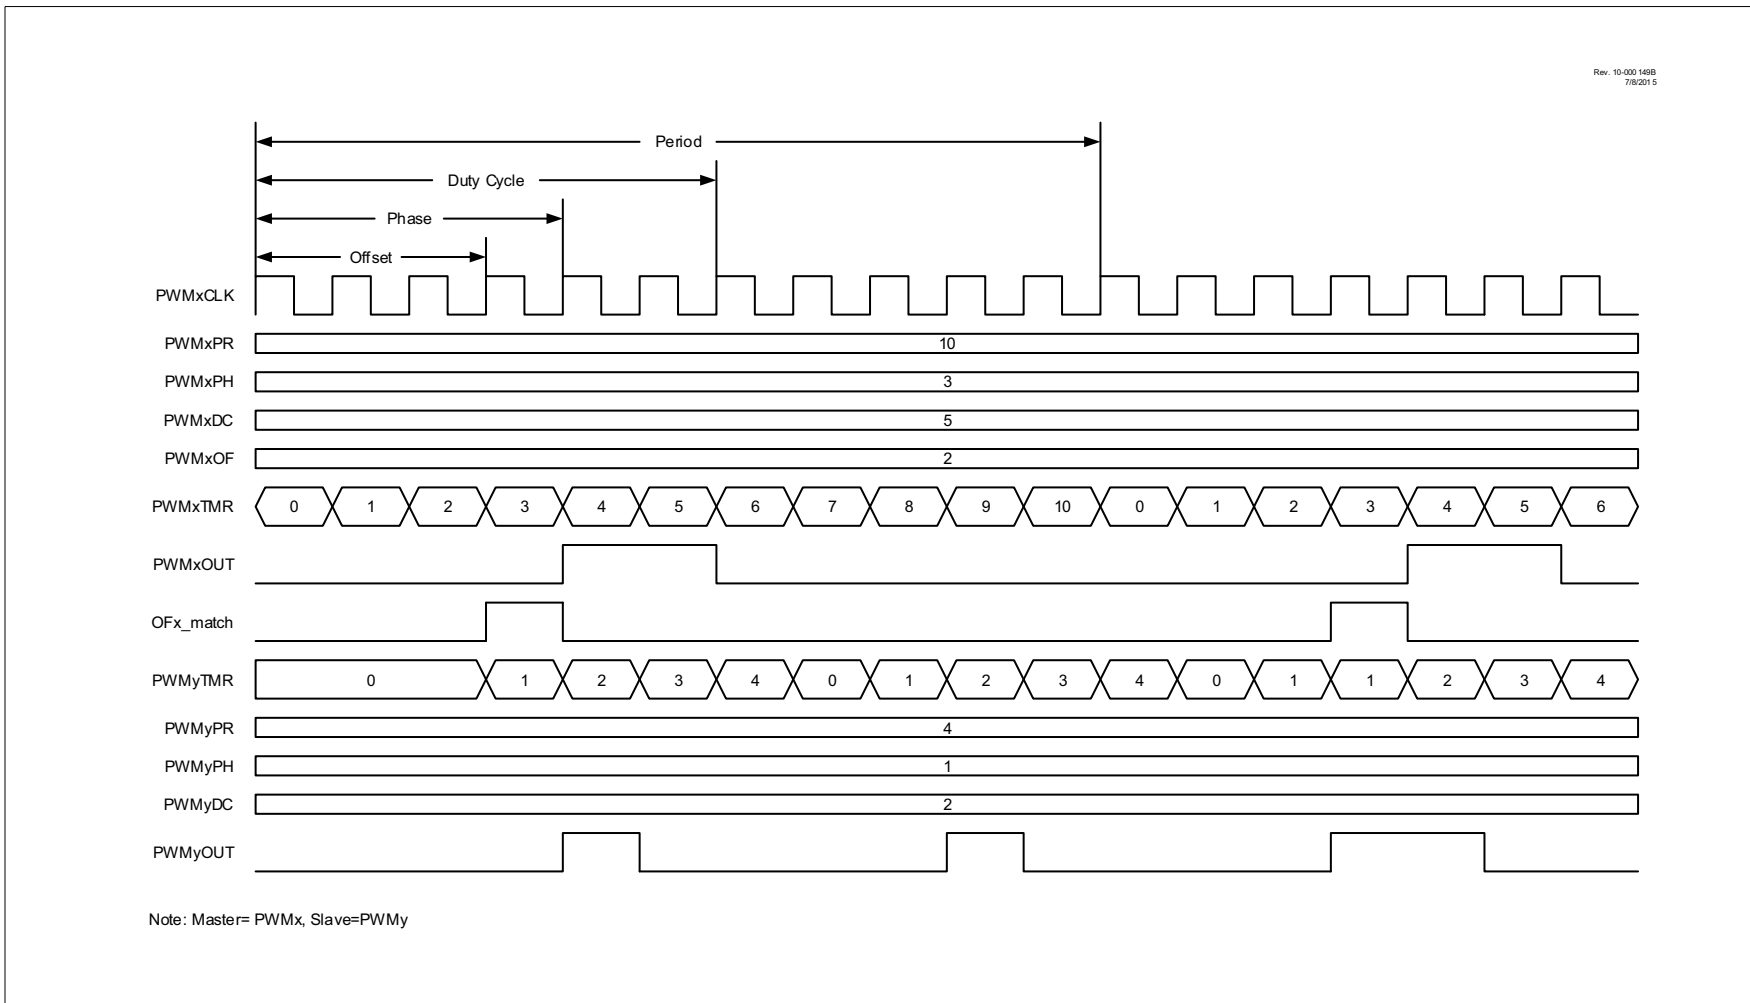 Rev. 10-000 149B
7/8/201 5
Period
Duty Cycle
Phase
Offset
PWMxCLK
PWMxPR 10
PWMxPH 3
PWMxDC 5
PWMxOF 2
PWMxTMR 0 1 2 3 4 5 6 7 8 9 10 0 1 2 3 4 5 6
PWMxOUT
OFx_match
PWMyTMR 0 1 2 3 4 0 1 2 3 4 0 1 1 2 3 4
PWMyPR 4
PWMyPH 1
PWMyDC 2
PWMyOUT
Note: Master= PWMx, Slave=PWMy